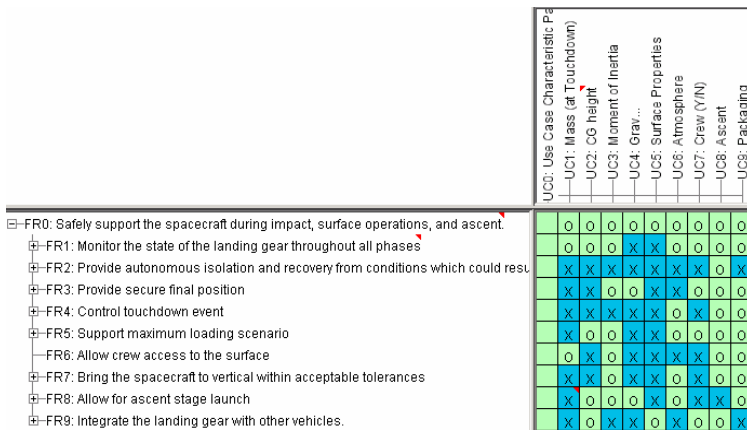 UC0: Use Case Characteristic Pa
UC1: Mass (at Touchdown)
UC2: CG height
UC3: Moment of Inertia
UC4: Grav...
UC5: Surface Properties
UC6: Atmosphere
UC7: Crew (Y/N)
UC8: Ascent
UC9: Packaging
FR0: Safely support the spacecraft during impact, surface operations, and ascent. O O O O O O O O O
FR1: Monitor the state of the landing gear throughout all phases O O O X X O O O O
FR2: Provide autonomous isolation and recovery from conditions which could resu X X X X X X X O X
FR3: Provide secure final position X X O O X X O O O
FR4: Control touchdown event X X X X X O X O O
FR5: Support maximum loading scenario X O O X X O O O O
FR6: Allow crew access to the surface O X O X X X X O O
FR7: Bring the spacecraft to vertical within acceptable tolerances X X O X X O X O O
FR8: Allow for ascent stage launch X O O O X O X X O
FR9: Integrate the landing gear with other vehicles. X O X X O X O O X